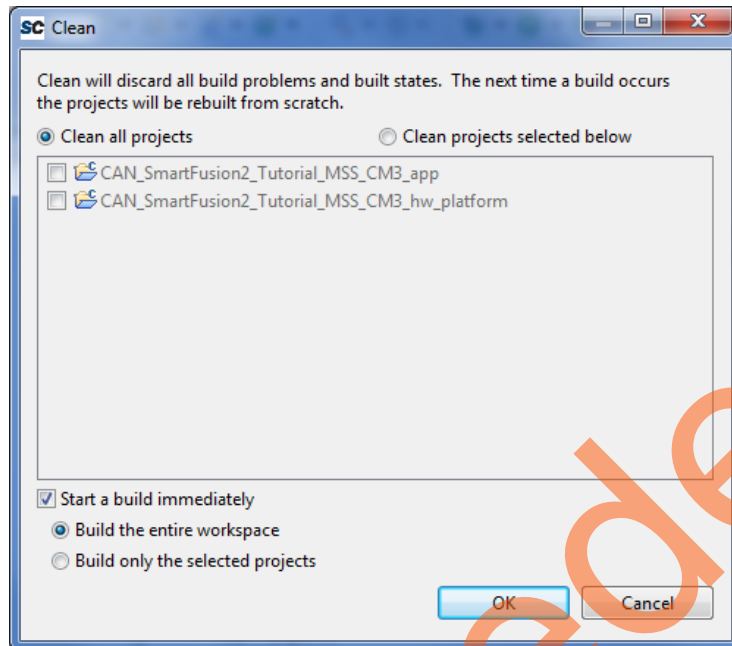 SC Clean
Clean will discard all build problems and built states. The next time a build occurs
the projects will be rebuilt from scratch.
Clean all projects
Clean projects selected below
CAN_SmartFusion2_Tutorial_MSS_CM3_app
CAN_SmartFusion2_Tutorial_MSS_CM3_hw_platform
Start a build immediately
Build the entire workspace
Build only the selected projects
OK
Cancel